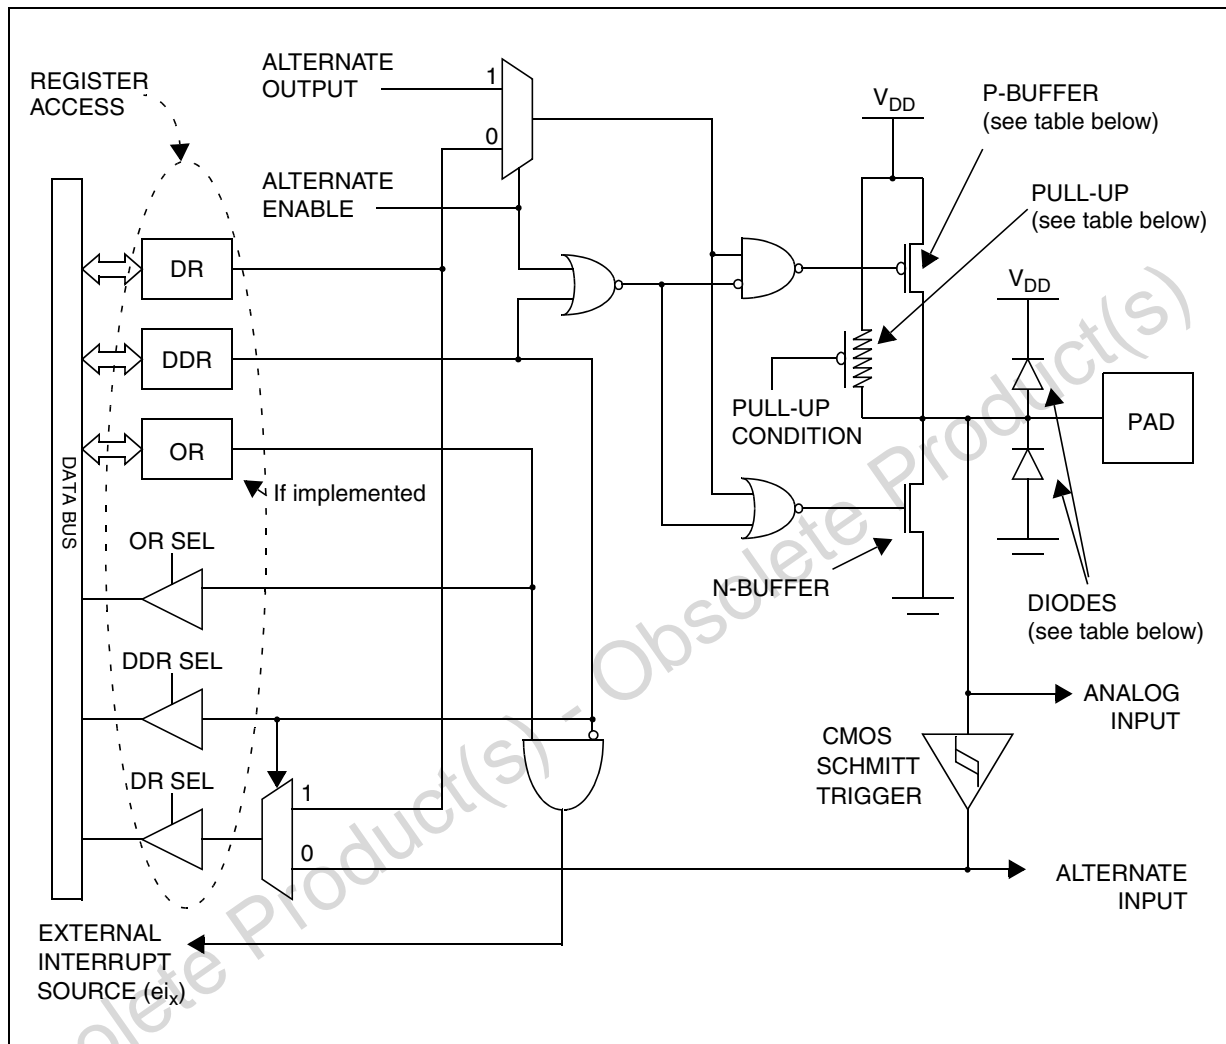 REGISTER
ACCESS
ALTERNATE
OUTPUT
1
0
ALTERNATE
ENABLE
VDD
P-BUFFER
(see table below)
PULL-UP
(see table below)
DR
DDR
OR
If implemented
DATA BUS
PULL-UP
CONDITION
VDD
PAD
N-BUFFER
DIODES
(see table below)
OR SEL
DDR SEL
DR SEL
1
0
CMOS
SCHMITT
TRIGGER
ANALOG
INPUT
ALTERNATE
INPUT
EXTERNAL
INTERRUPT
SOURCE (eix)
olete Product(s) - Obsolete Product(s)